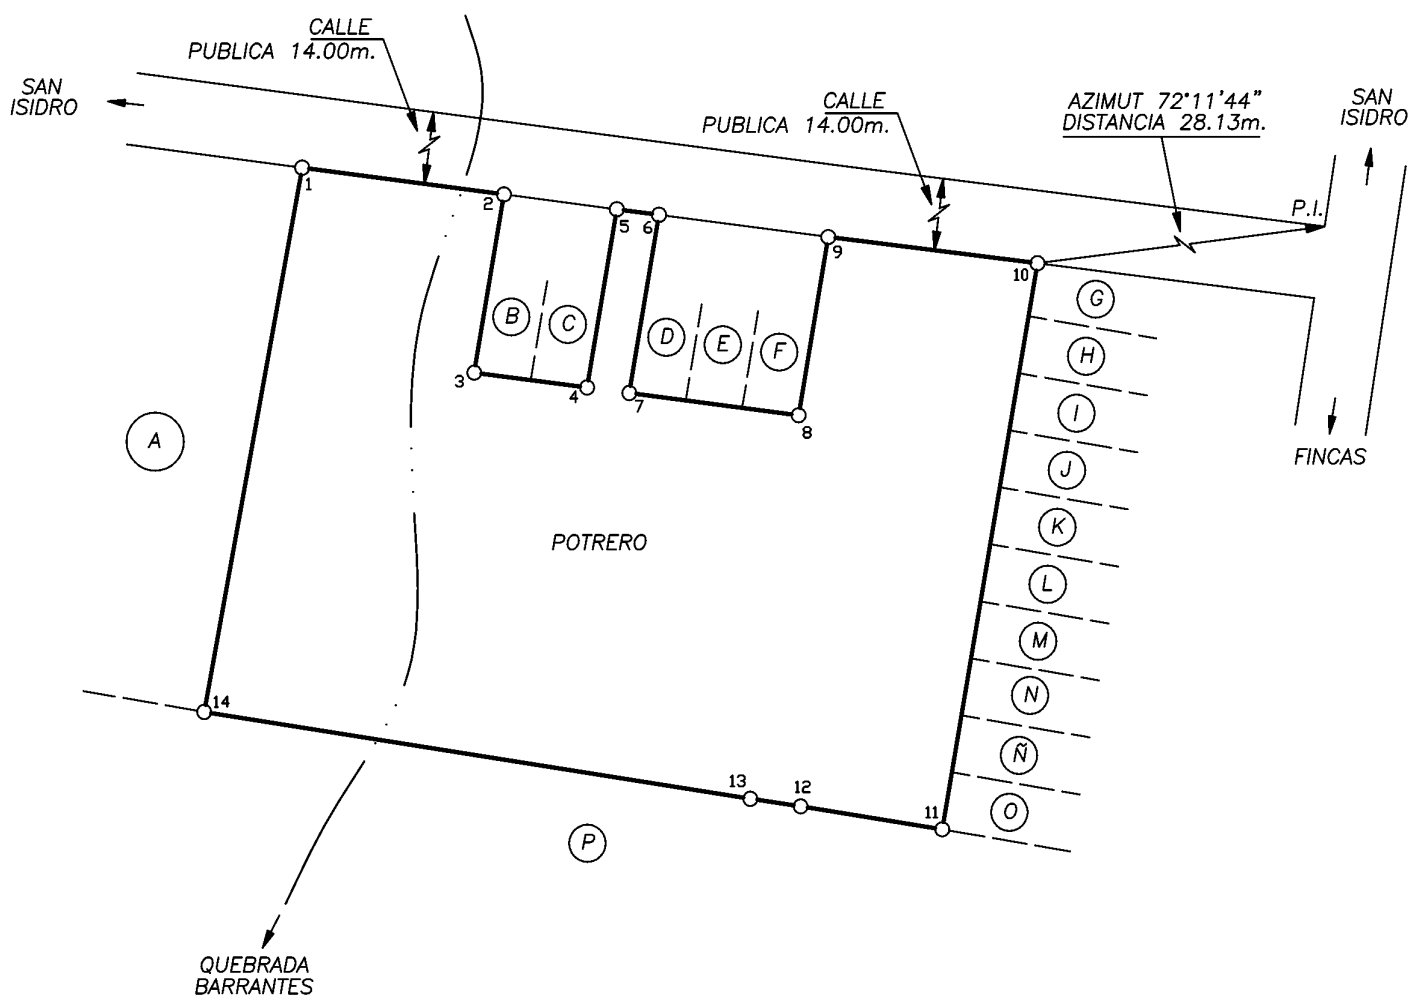 CALLE
PUBLICA 14.00m.
SAN
ISIDRO
CALLE
PUBLICA 14.00m.
AZIMUT 72°11'44"
DISTANCIA 28.13m.
SAN
ISIDRO
P.I.
1
2
5
6
9
10
G
B
C
D
E
F
H
3
4
7
8
I
A
FINCAS
J
K
POTRERO
L
M
N
14
Ñ
13
12
11
O
P
QUEBRADA
BARRANTES